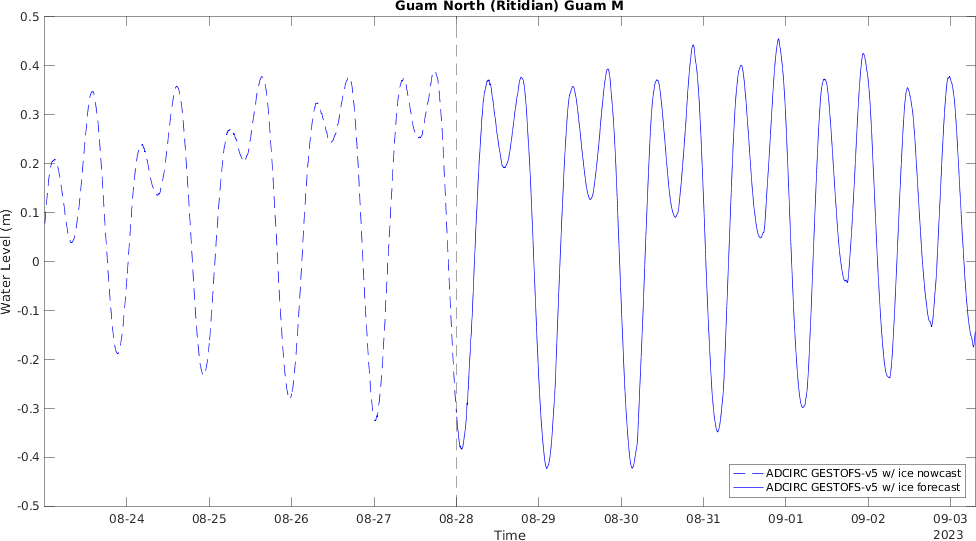 Guam North (Ritidian) Guam M
0.5
0.4
0.3
0.2
0.1
0
-0.1
-0.2
-0.3
-0.4
-0.5
Water Level (m)
ADCIRC GESTOFS-v5 w/ ice nowcast
ADCIRC GESTOFS-v5 w/ ice forecast
08-24 08-25 08-26 08-27 08-28 08-29 08-30 08-31 09-01 09-02 09-03
2023
Time